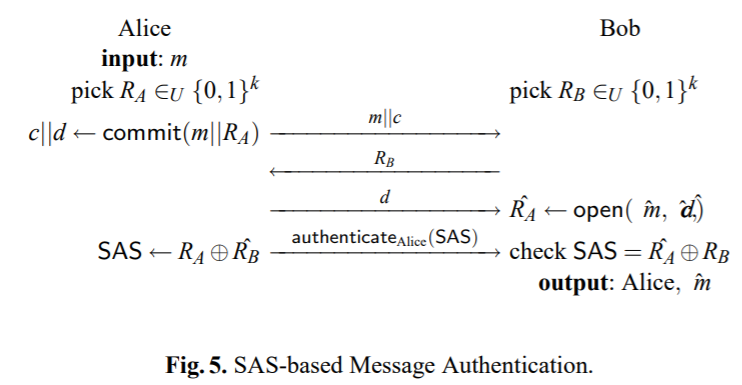 Alice Bob
input: m
pick R_A ∈_U {0,1}^k pick R_B ∈_U {0,1}^k
c||d ← commit(m||R_A) m||c
R_B
d R̂_A ← open( m̂, d̂)
SAS ← R_A ⊕ R̂_B authenticate_Alice(SAS) check SAS = R̂_A ⊕ R_B
output: Alice, m̂
Fig. 5. SAS-based Message Authentication.